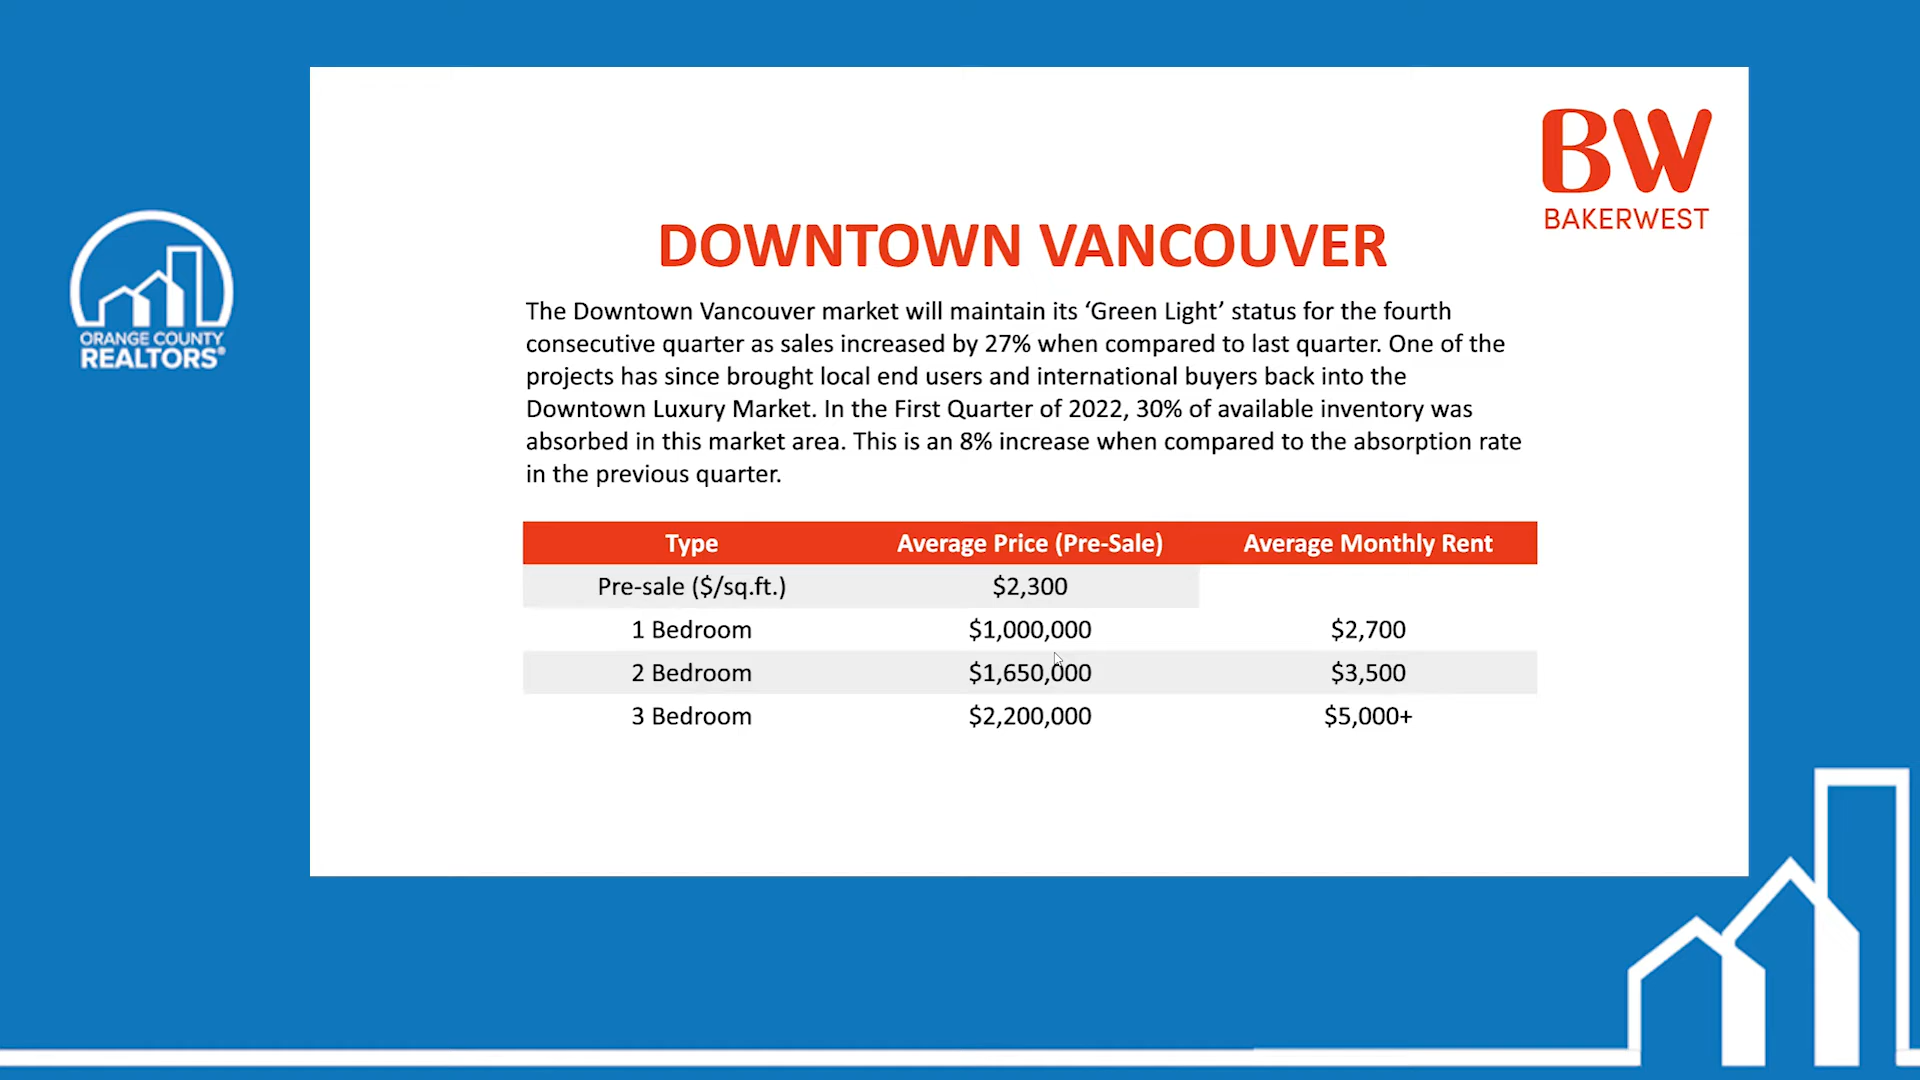 BW
BAKERWEST
ORANGE COUNTY
REALTORS®
DOWNTOWN VANCOUVER
The Downtown Vancouver market will maintain its ‘Green Light’ status for the fourth
consecutive quarter as sales increased by 27% when compared to last quarter. One of the
projects has since brought local end users and international buyers back into the
Downtown Luxury Market. In the First Quarter of 2022, 30% of available inventory was
absorbed in this market area. This is an 8% increase when compared to the absorption rate
in the previous quarter.
Type Average Price (Pre-Sale) Average Monthly Rent
Pre-sale ($/sq.ft.) $2,300
1 Bedroom $1,000,000 $2,700
2 Bedroom $1,650,000 $3,500
3 Bedroom $2,200,000 $5,000+